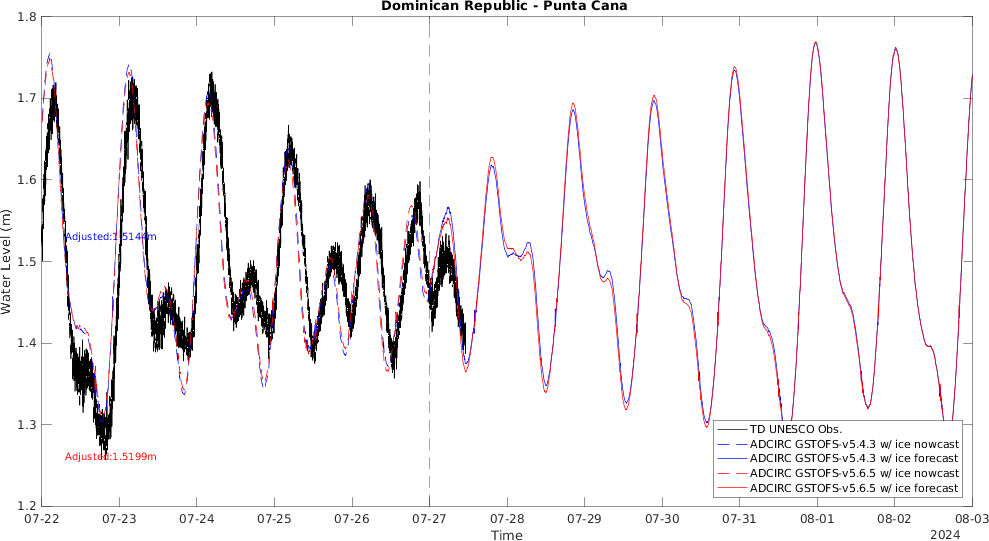 Dominican Republic - Punta Cana
1.8
1.7
1.6
1.5
1.4
1.3
1.2
Water Level (m)
Adjusted:1.5144m
Adjusted:1.5199m
TD UNESCO Obs.
ADCIRC GSTOFS-v5.4.3 w/ ice nowcast
ADCIRC GSTOFS-v5.4.3 w/ ice forecast
ADCIRC GSTOFS-v5.6.5 w/ ice nowcast
ADCIRC GSTOFS-v5.6.5 w/ ice forecast
07-22 07-23 07-24 07-25 07-26 07-27 07-28 07-29 07-30 07-31 08-01 08-02 08-03
Time
2024